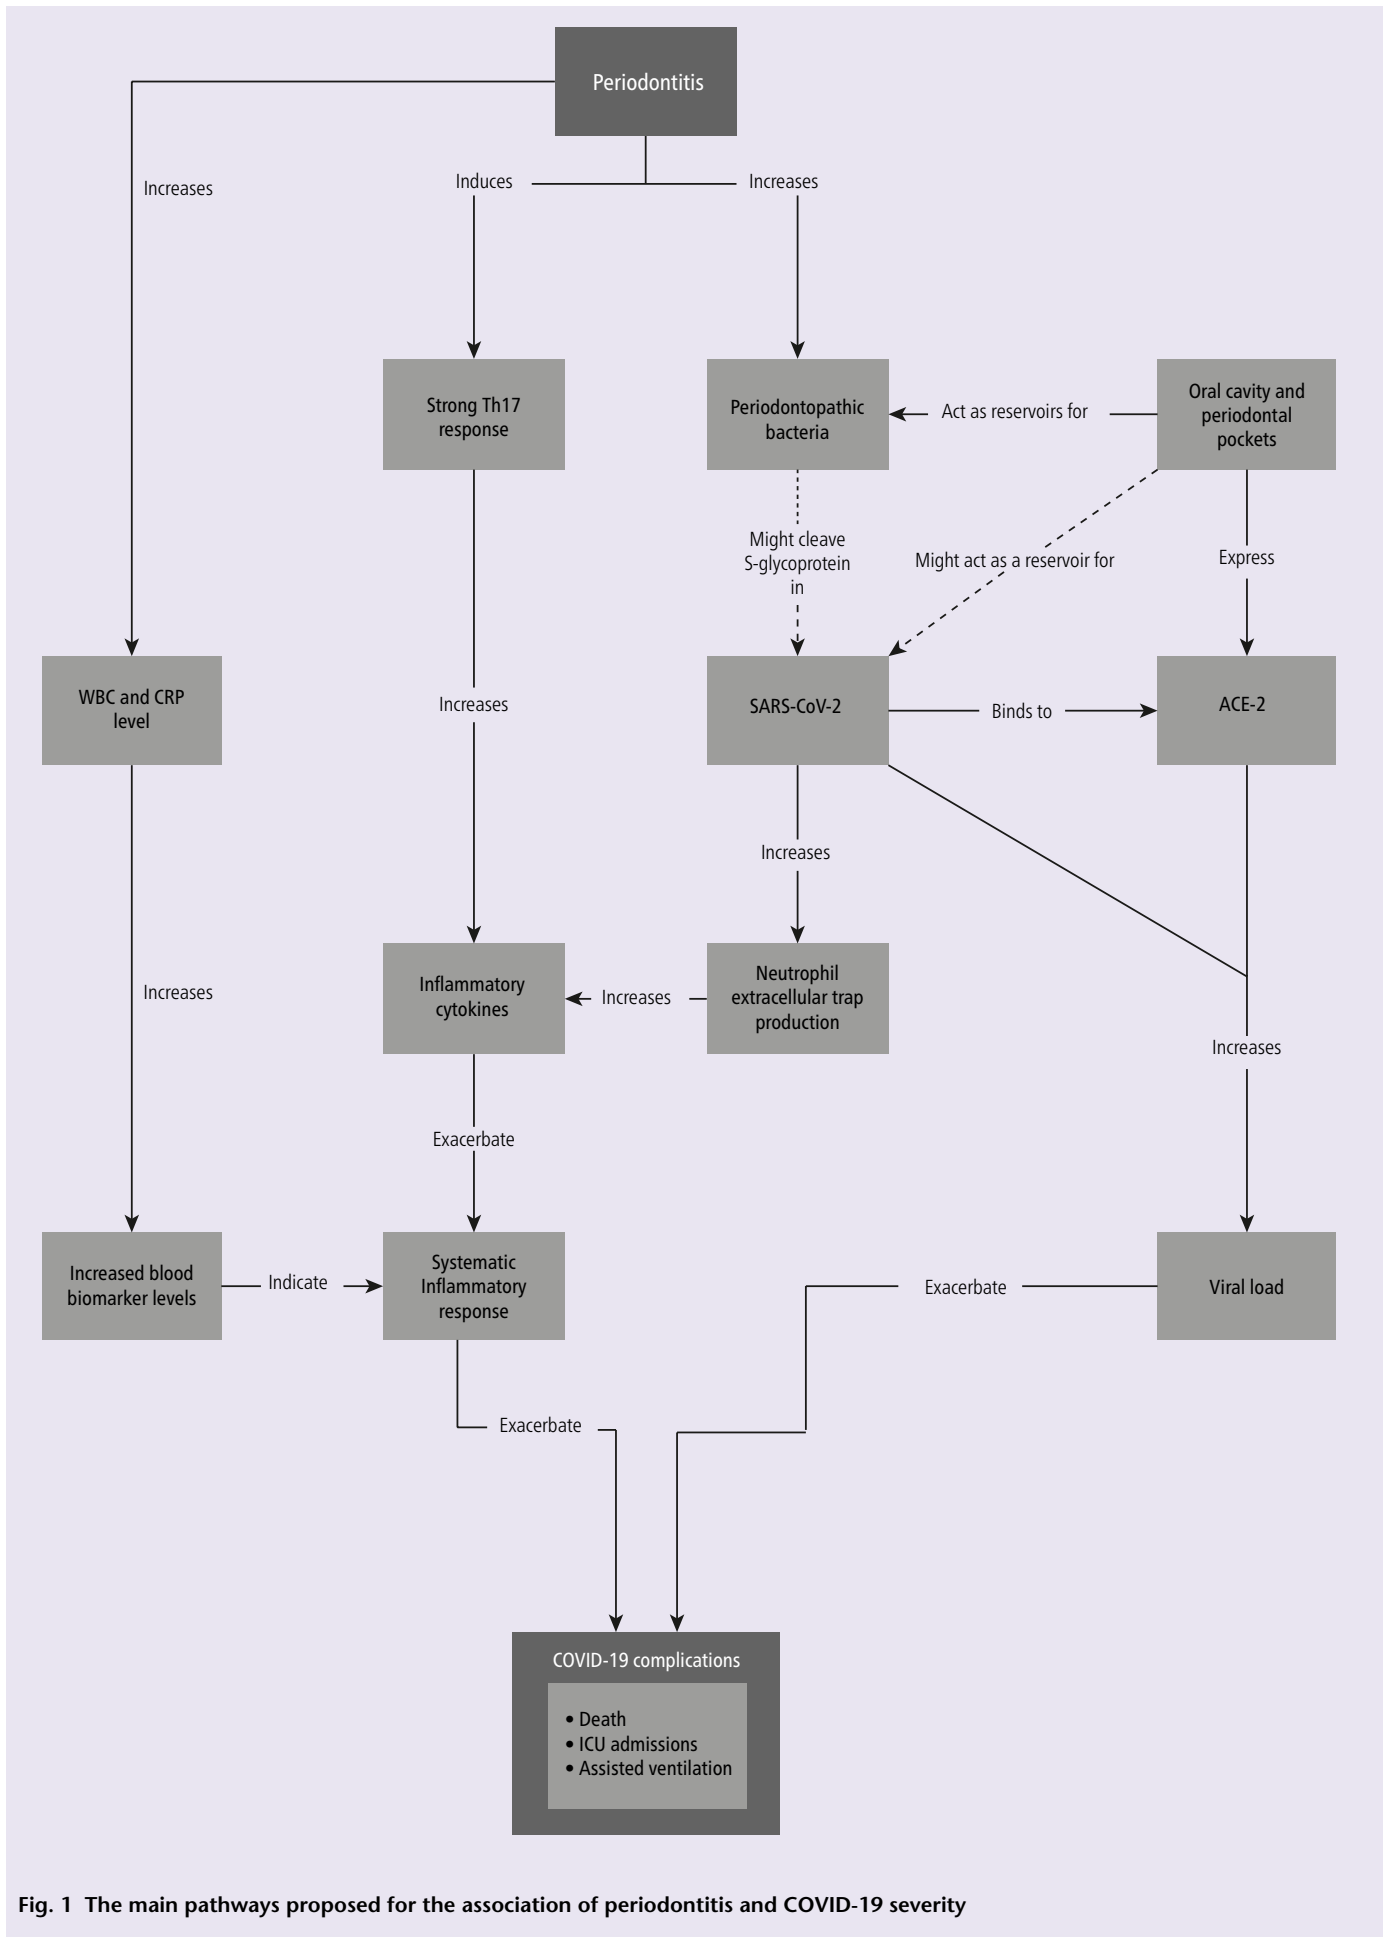 Periodontitis
Increases
Induces
Increases
Strong Th17
response
Periodontopathic
bacteria
Act as reservoirs for
Oral cavity and
periodontal
pockets
Might cleave
S-glycoprotein
in
Might act as a reservoir for
Express
WBC and CRP
level
Increases
SARS-CoV-2
Binds to
ACE-2
Increases
Increases
Inflammatory
cytokines
Increases
Neutrophil
extracellular trap
production
Increases
Exacerbate
Increased blood
biomarker levels
Indicate
Systematic
Inflammatory
response
Exacerbate
Viral load
Exacerbate
COVID-19 complications
• Death
• ICU admissions
• Assisted ventilation
Fig. 1 The main pathways proposed for the association of periodontitis and COVID-19 severity